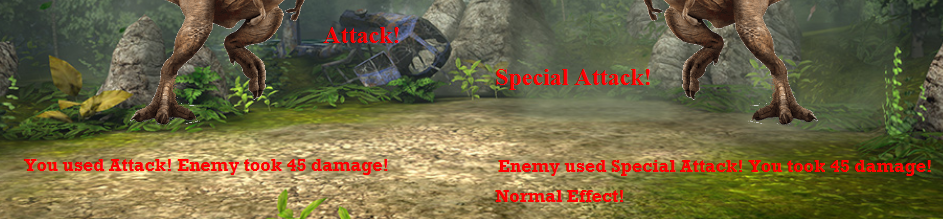 Attack!
Special Attack!
You used Attack! Enemy took 45 damage!
Enemy used Special Attack! You took 45 damage!
Normal Effect!